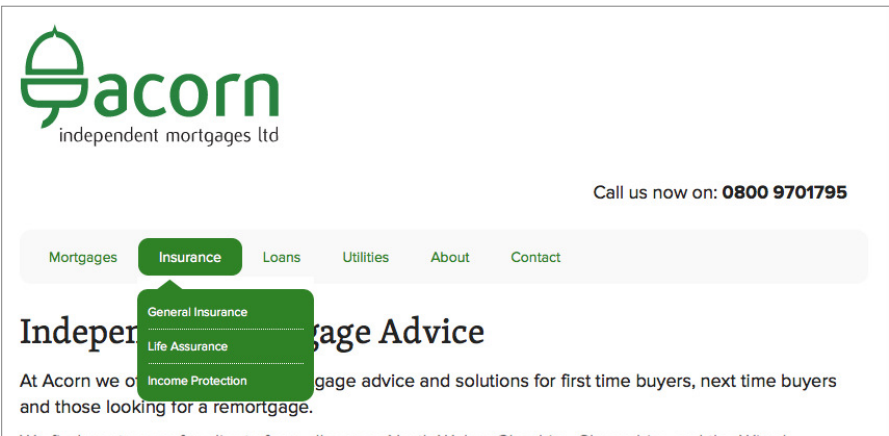 acorn
independent mortgages ltd
Call us now on: 0800 9701795
Mortgages Insurance Loans Utilities About Contact
General Insurance
Life Assurance
Income Protection
Indepen gage Advice
At Acorn we of gage advice and solutions for first time buyers, next time buyers
and those looking for a remortgage.